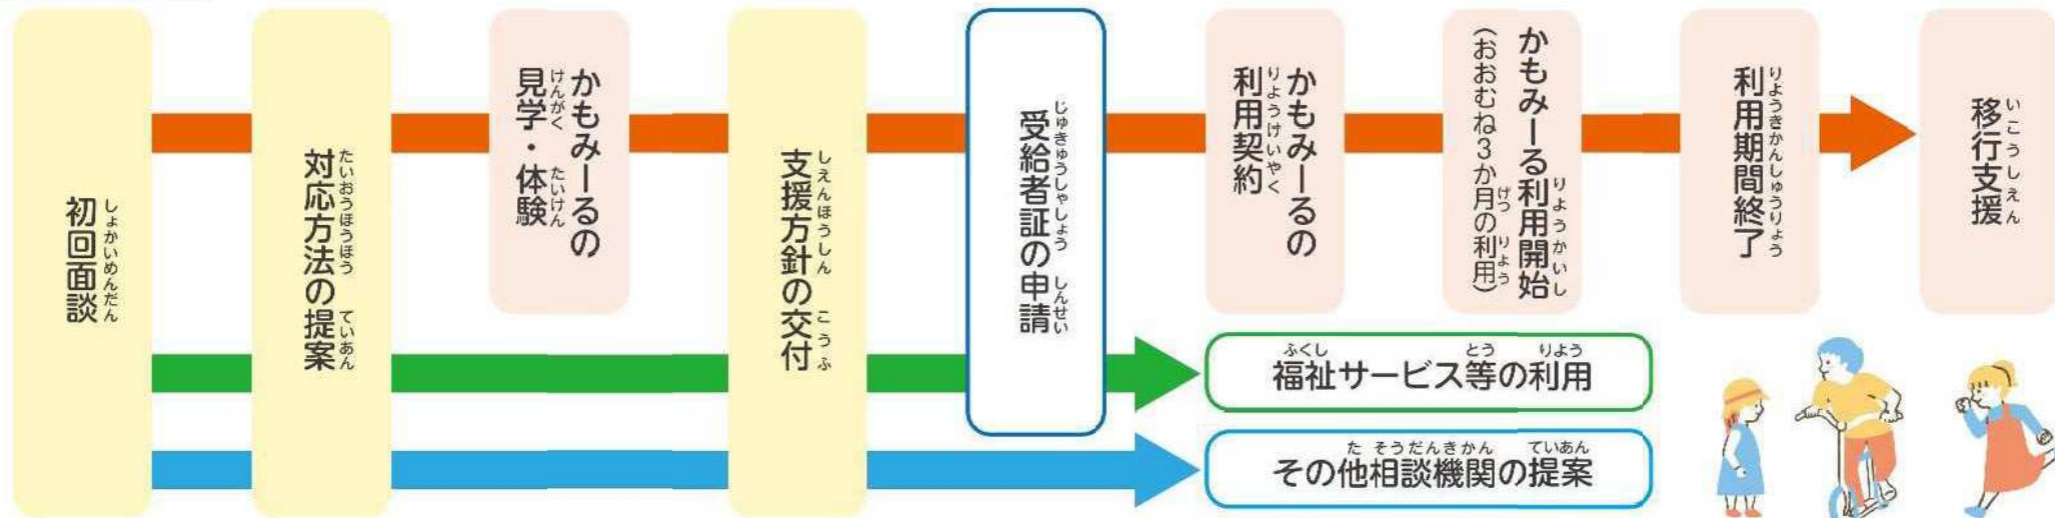 初回面談
対応方法の提案
かもみーるの
見学・体験
支援方針の交付
受給者証の申請
かもみーるの
利用契約
かもみーる利用開始
(おおむね3か月の利用)
利用期間終了
移行支援
福祉サービス等の利用
その他相談機関の提案